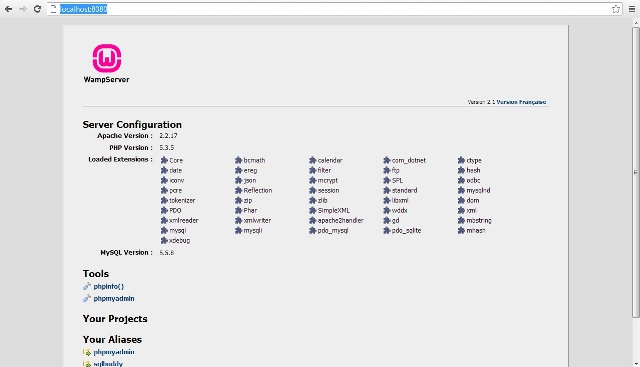 localhost:8080
WampServer
Version 2.1 Version Française
Server Configuration
Apache Version : 2.2.17
PHP Version : 5.3.5
Loaded Extensions : Core bcmath calendar com_dotnet ctype
date ereg filter ftp hash
iconv json mcrypt SPL odbc
pcre Reflection session standard mysqlnd
tokenizer zip zlib libxml dom
PDO Phar SimpleXML wddx xml
xmlreader xmlwriter apache2handler gd mbstring
mysql mysqli pdo_mysql pdo_sqlite mhash
xdebug
MySQL Version : 5.5.8
Tools
phpinfo()
phpmyadmin
Your Projects
Your Aliases
phpmyadmin
sqlbuddy